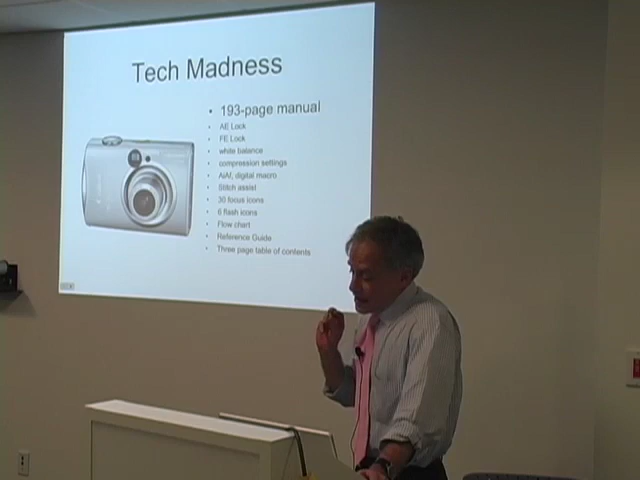 Tech Madness
• 193-page manual
• AE Lock
• FE Lock
• white balance
• compression settings
• AiAf, digital macro
• Stitch assist
• 30 focus icons
• 6 flash icons
• Flow chart
• Reference Guide
• Three page table of contents